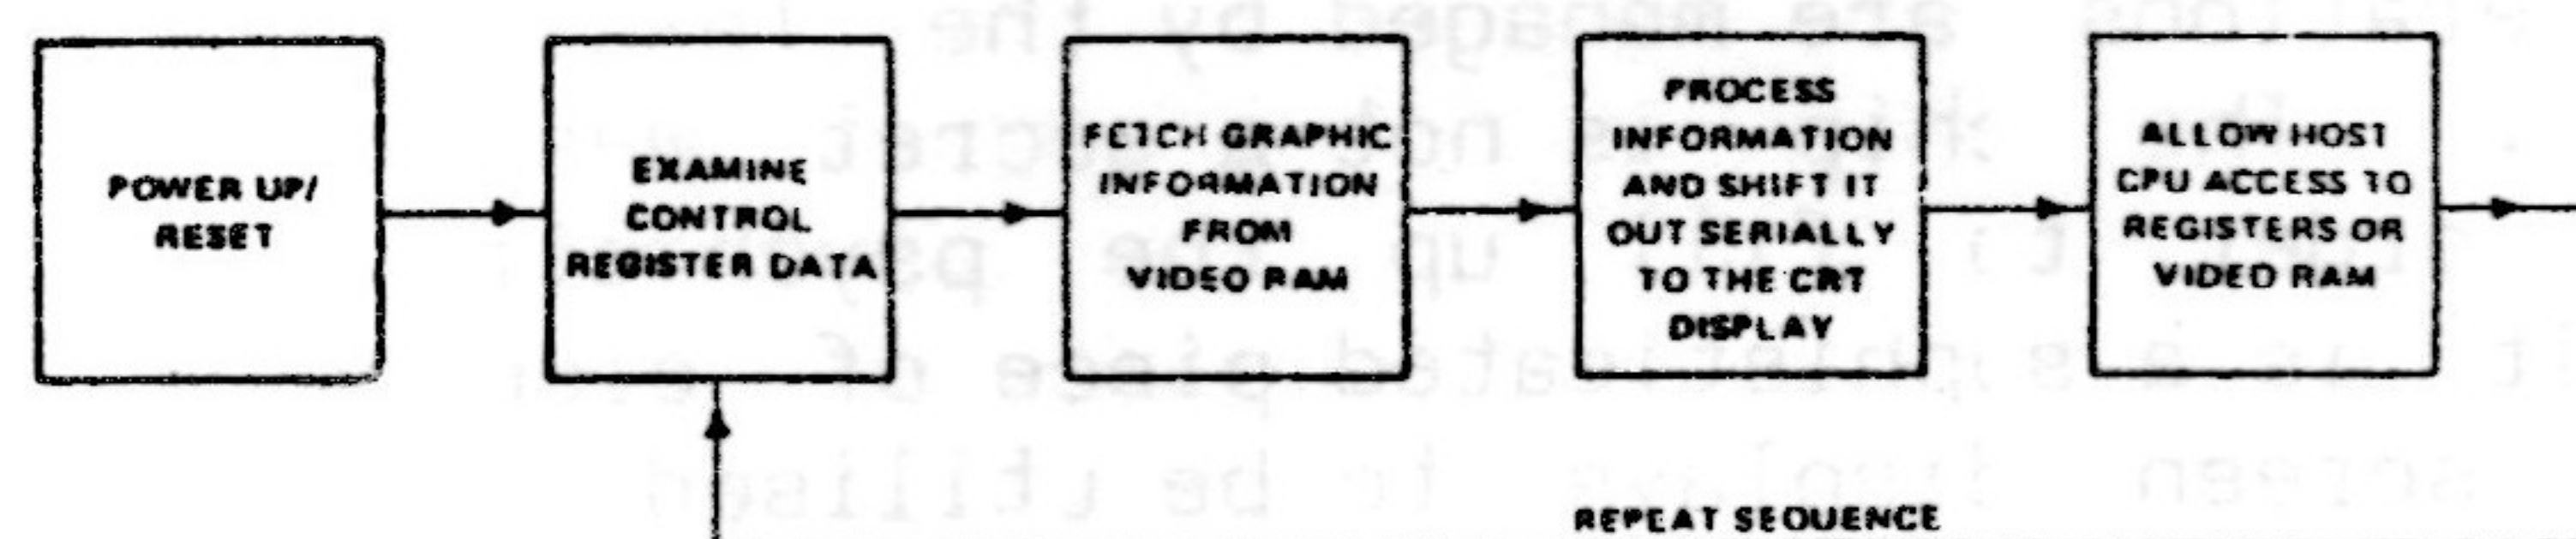 POWER UP/
RESET
EXAMINE
CONTROL
REGISTER DATA
FETCH GRAPHIC
INFORMATION
FROM
VIDEO RAM
PROCESS
INFORMATION
AND SHIFT IT
OUT SERIALLY
TO THE CRT
DISPLAY
ALLOW HOST
CPU ACCESS TO
REGISTERS OR
VIDEO RAM
REPEAT SEQUENCE